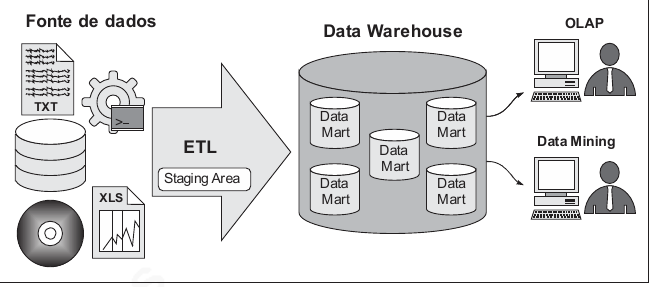 Fonte de dados
TXT
>_
XLS
ETL
Staging Area
Data Warehouse
Data
Mart
Data
Mart
Data
Mart
Data
Mart
Data
Mart
OLAP
Data Mining